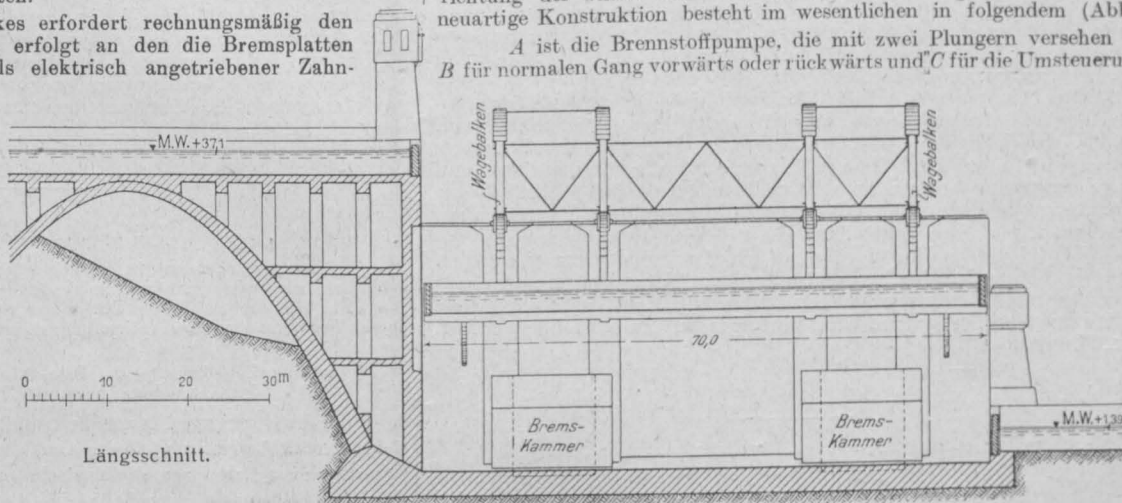 kes erfordert rechnungsmäßig den
erfolgt an den die Bremsplatten
ls elektrisch angetriebener Zahn-
neuartige Konstruktion besteht im wesentlichen in folgendem (Abb
A ist die Brennstoffpumpe, die mit zwei Plungern versehen
B für normalen Gang vorwärts oder rückwärts und C für die Umsteueru
M.W.+37,1
Wagebalken
Wagebalken
70,0
0 10 20 30 m
Brems-
Kammer
Brems-
Kammer
M.W.+1,39
Längsschnitt.